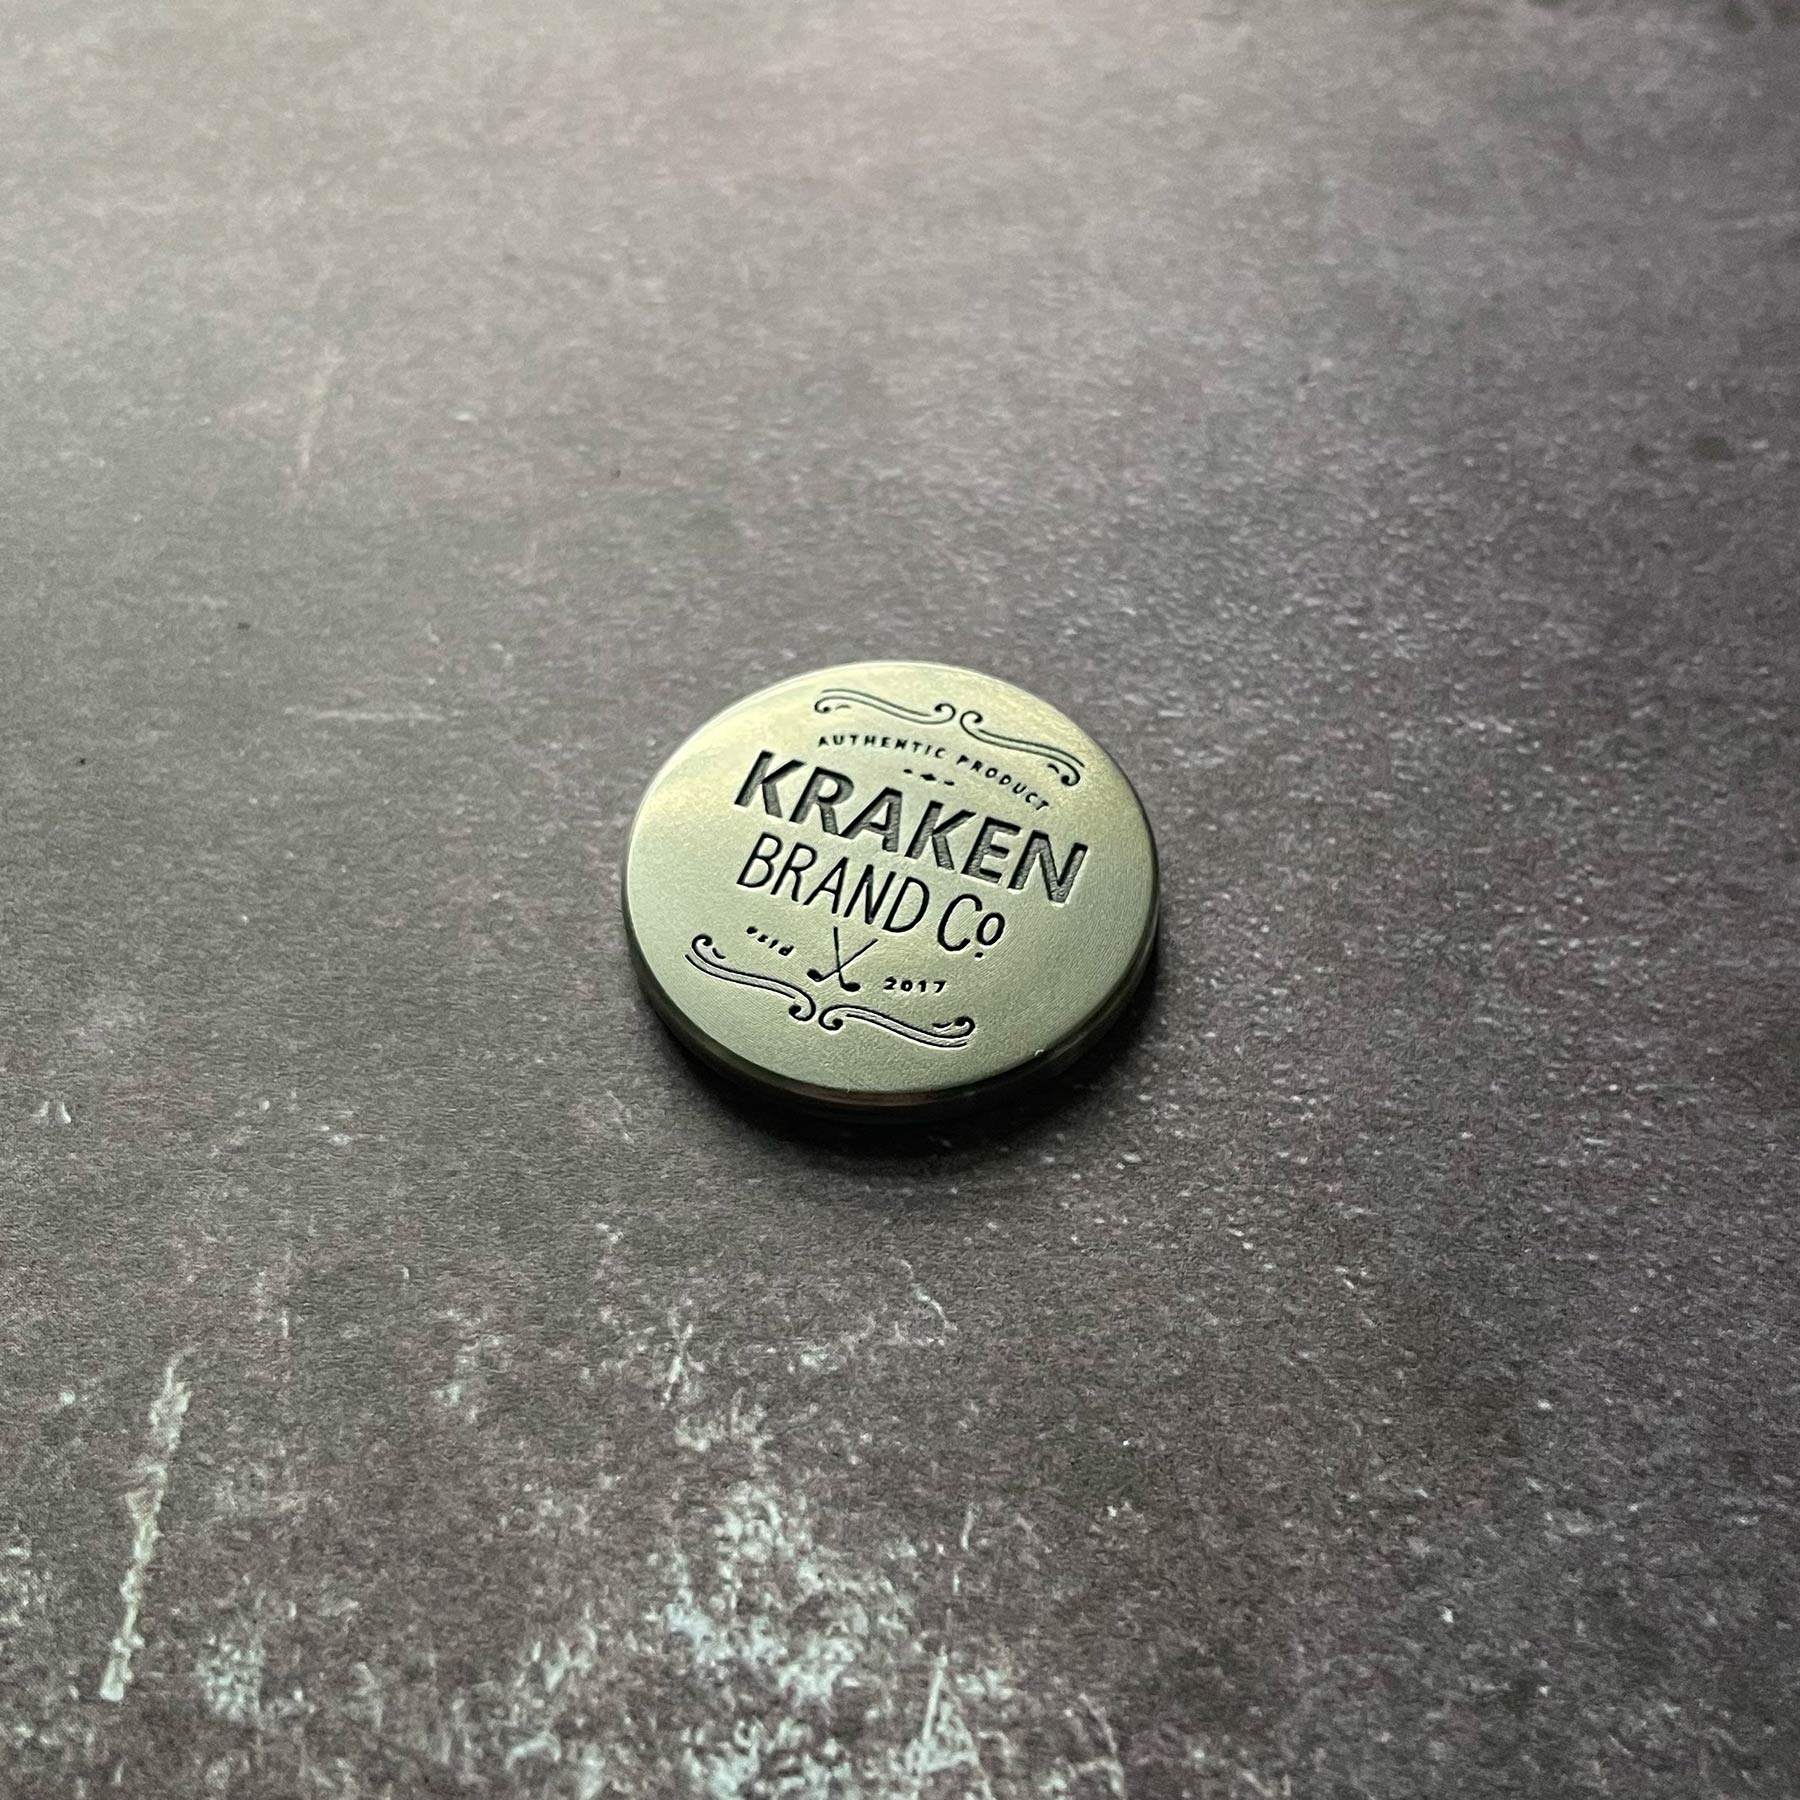 AUTHENTIC PRODUCT
KRAKEN
BRAND Co.
estd 2017